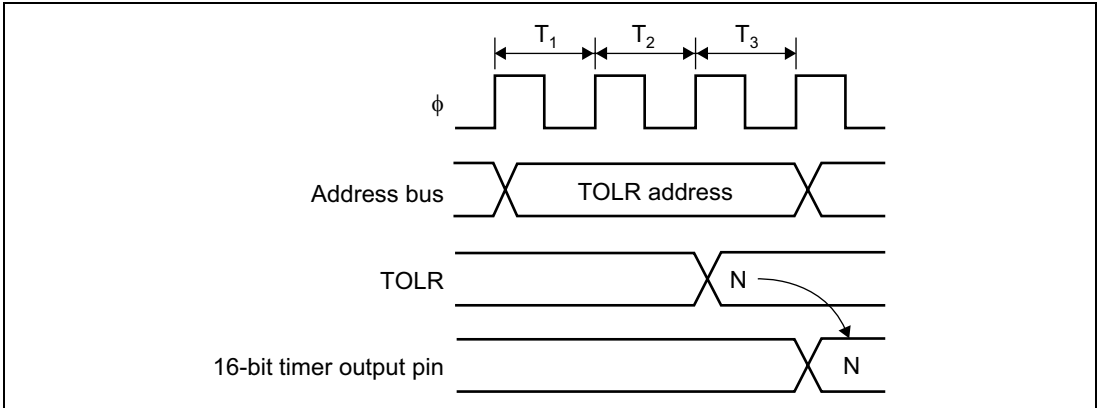 T1 T2 T3
φ
Address bus TOLR address
TOLR N
16-bit timer output pin N